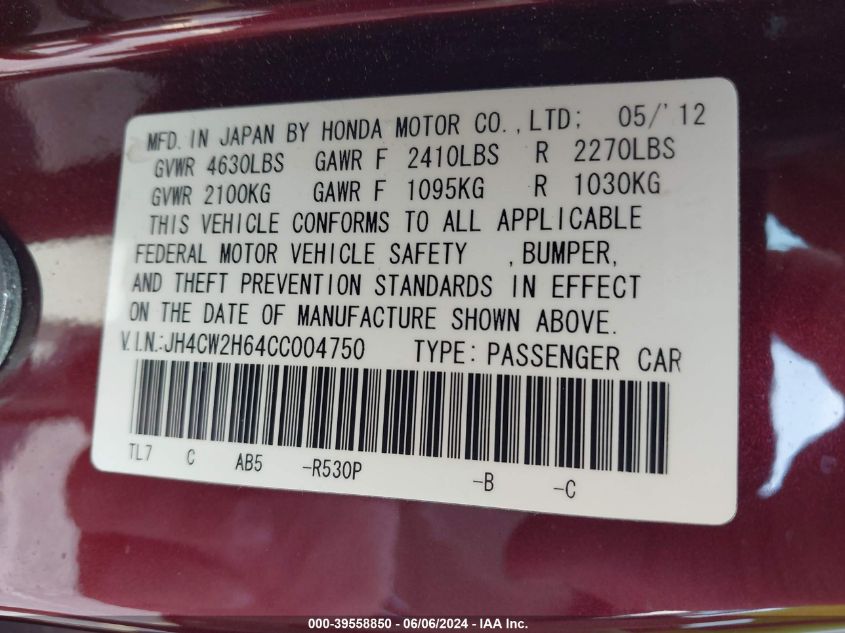 MFD. IN JAPAN BY HONDA MOTOR CO.,LTD; 05/'12
GVWR 4630LBS GAWR F 2410LBS R 2270LBS
GVWR 2100KG GAWR F 1095KG R 1030KG
THIS VEHICLE CONFORMS TO ALL APPLICABLE
FEDERAL MOTOR VEHICLE SAFETY ,BUMPER,
AND THEFT PREVENTION STANDARDS IN EFFECT
ON THE DATE OF MANUFACTURE SHOWN ABOVE.
V.I.N.:JH4CW2H64CC004750 TYPE:PASSENGER CAR
TL7 C AB5 -R530P -B -C
000-39558850 / 06/06/2024 - IAA Inc.